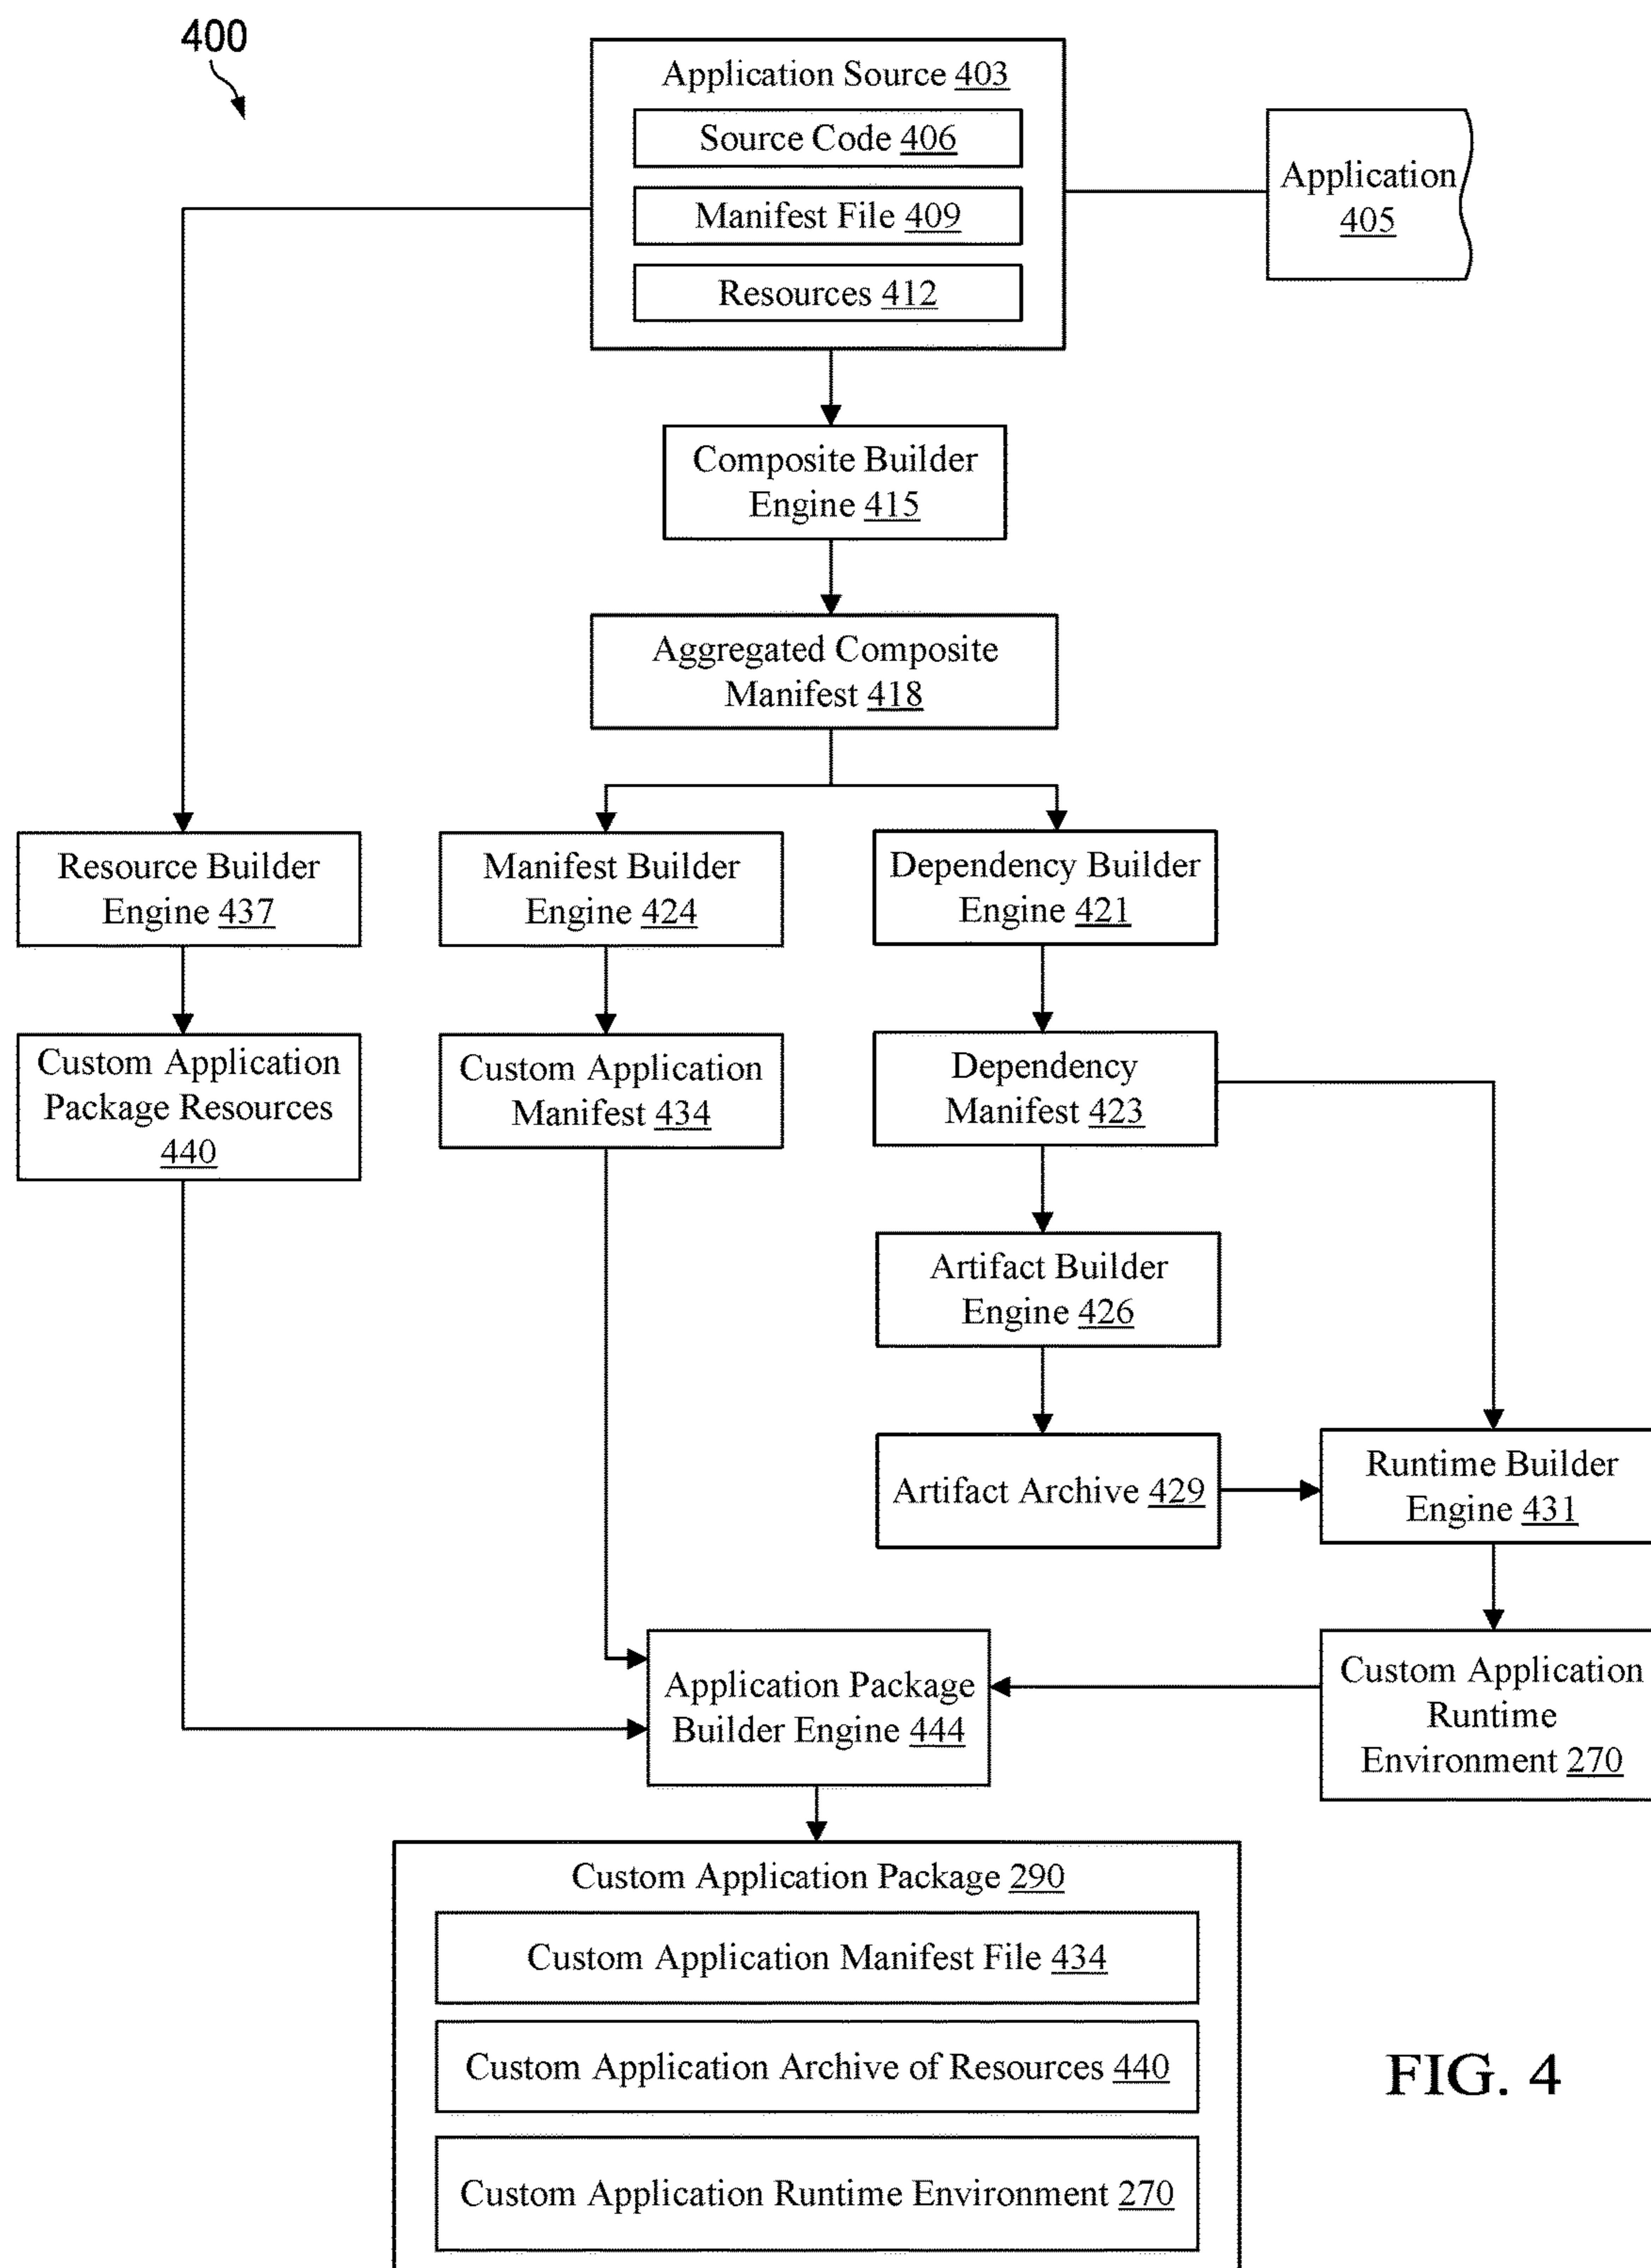 400
Application Source 403
Source Code 406
Manifest File 409
Resources 412
Application
405
Composite Builder
Engine 415
Aggregated Composite
Manifest 418
Resource Builder
Engine 437
Manifest Builder
Engine 424
Dependency Builder
Engine 421
Custom Application
Package Resources
440
Custom Application
Manifest 434
Dependency
Manifest 423
Artifact Builder
Engine 426
Artifact Archive 429
Runtime Builder
Engine 431
Application Package
Builder Engine 444
Custom Application
Runtime
Environment 270
Custom Application Package 290
Custom Application Manifest File 434
Custom Application Archive of Resources 440
Custom Application Runtime Environment 270
FIG. 4